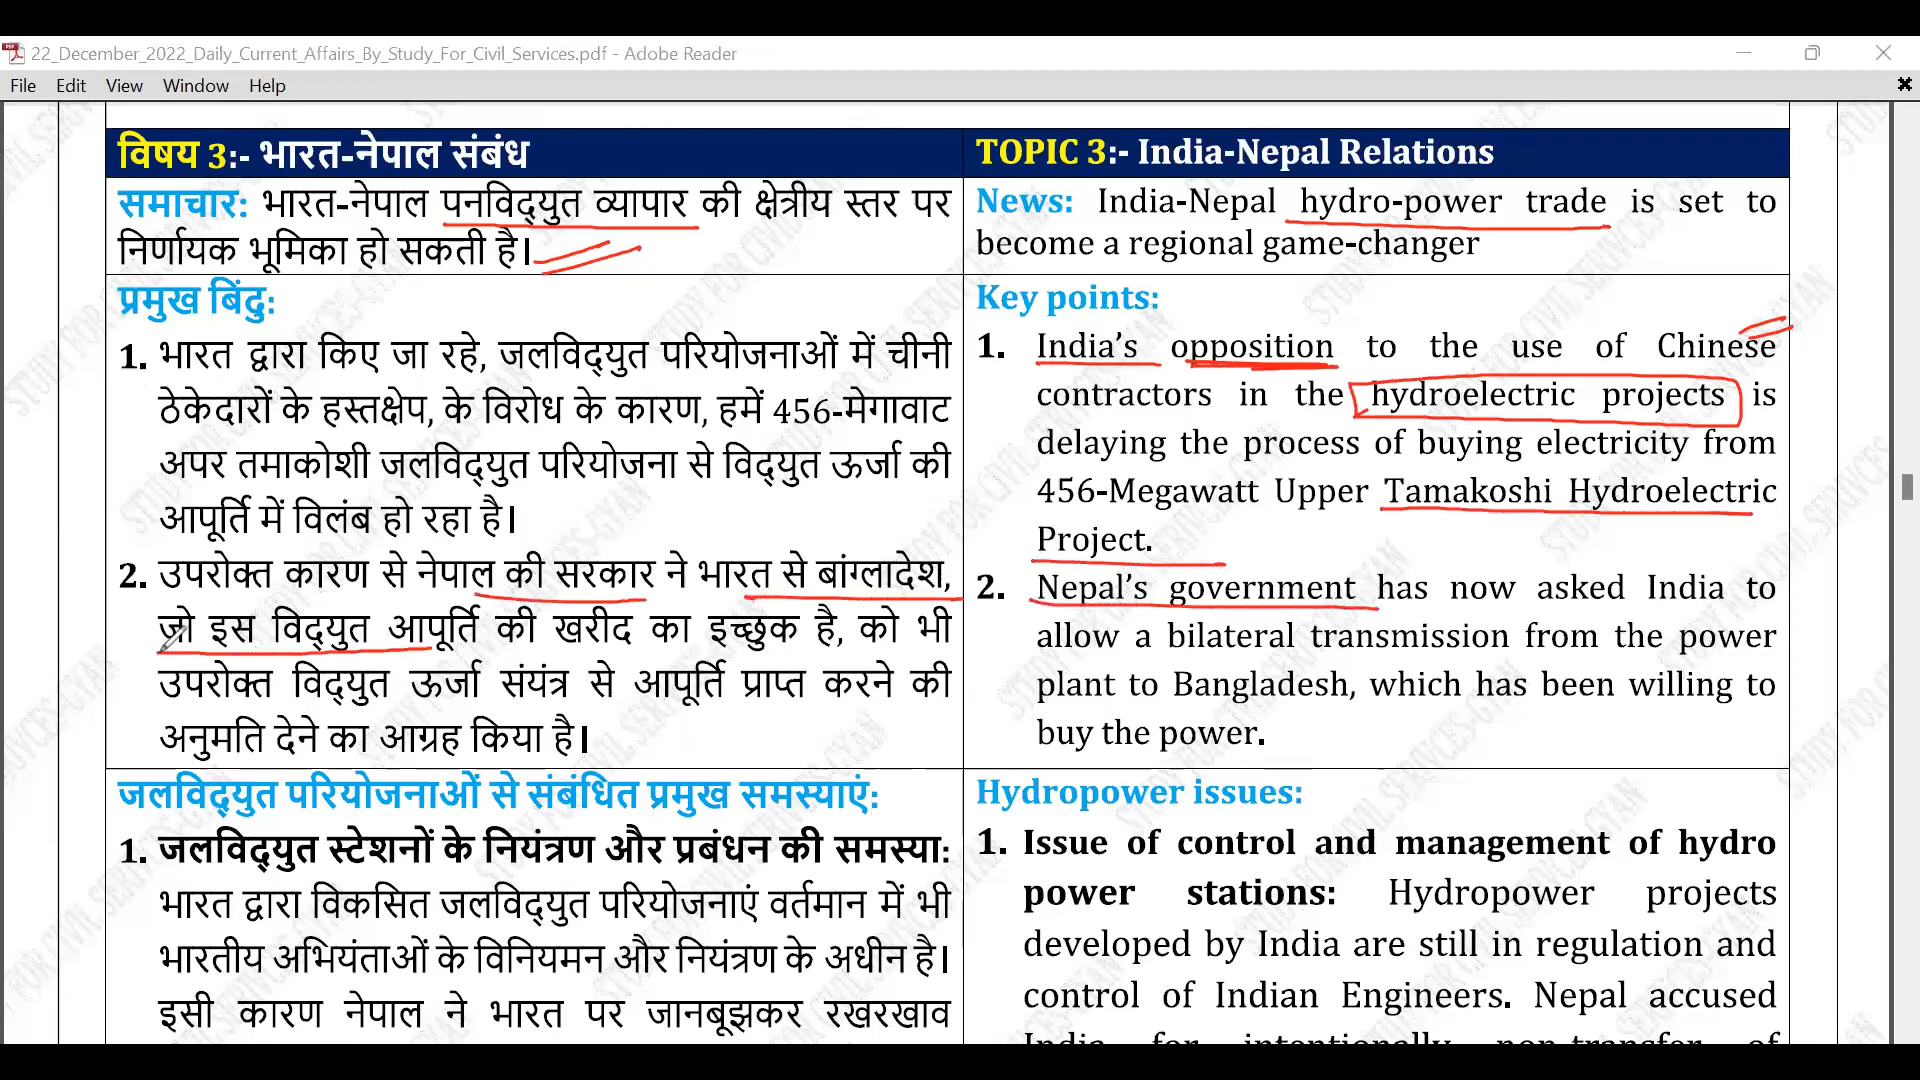 22_December_2022_Daily_Current_Affairs_By_Study_For_Civil_Services.pdf - Adobe Reader
File Edit View Window Help
विषय 3:- भारत-नेपाल संबंध
समाचार: भारत-नेपाल पनविद्युत व्यापार की क्षेत्रीय स्तर पर
निर्णायक भूमिका हो सकती है।
प्रमुख बिंदु:
1. भारत द्वारा किए जा रहे, जलविद्युत परियोजनाओं में चीनी
ठेकेदारों के हस्तक्षेप, के विरोध के कारण, हमें 456-मेगावाट
अपर तमाकोशी जलविद्युत परियोजना से विद्युत ऊर्जा की
आपूर्ति में विलंब हो रहा है।
2. उपरोक्त कारण से नेपाल की सरकार ने भारत से बांग्लादेश,
जो इस विद्युत आपूर्ति की खरीद का इच्छुक है, को भी
उपरोक्त विद्युत ऊर्जा संयंत्र से आपूर्ति प्राप्त करने की
अनुमति देने का आग्रह किया है।
जलविद्युत परियोजनाओं से संबंधित प्रमुख समस्याएं:
1. जलविद्युत स्टेशनों के नियंत्रण और प्रबंधन की समस्या:
भारत द्वारा विकसित जलविद्युत परियोजनाएं वर्तमान में भी
भारतीय अभियंताओं के विनियमन और नियंत्रण के अधीन है।
इसी कारण नेपाल ने भारत पर जानबूझकर रखरखाव
TOPIC 3:- India-Nepal Relations
News: India-Nepal hydro-power trade is set to
become a regional game-changer
Key points:
1. India’s opposition to the use of Chinese
contractors in the hydroelectric projects is
delaying the process of buying electricity from
456-Megawatt Upper Tamakoshi Hydroelectric
Project.
2. Nepal’s government has now asked India to
allow a bilateral transmission from the power
plant to Bangladesh, which has been willing to
buy the power.
Hydropower issues:
1. Issue of control and management of hydro
power stations: Hydropower projects
developed by India are still in regulation and
control of Indian Engineers. Nepal accused
India for intentionally non-transfer of